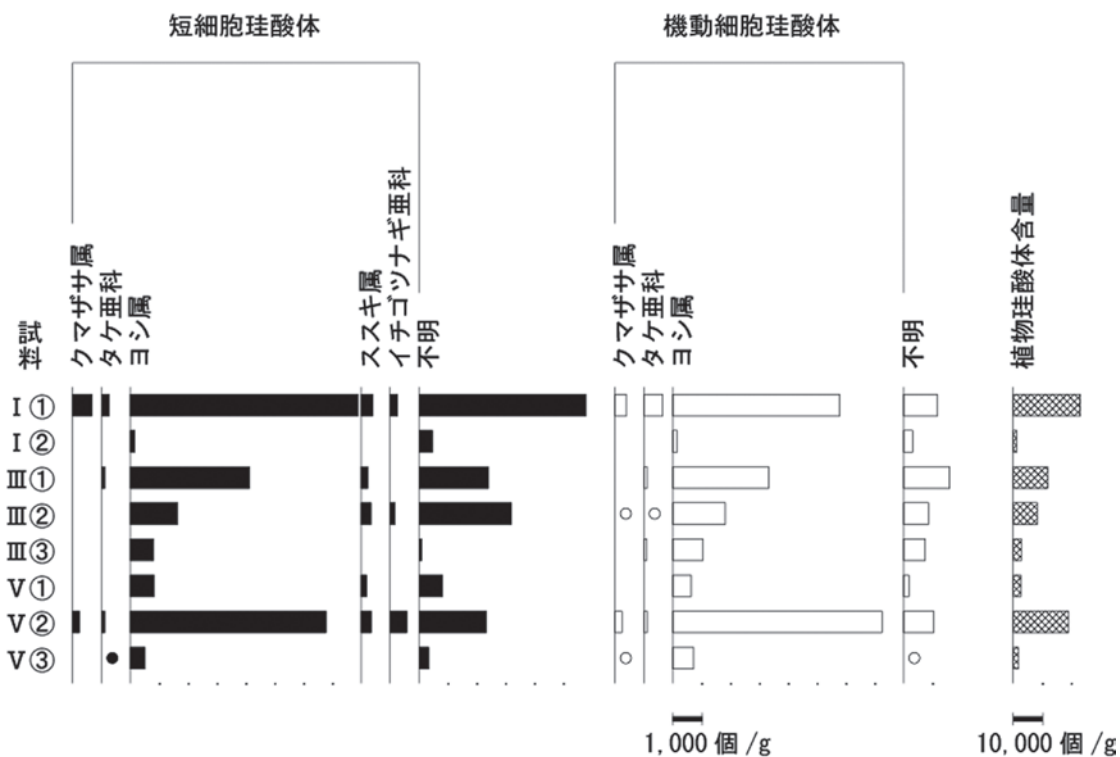 短細胞珪酸体
機動細胞珪酸体
試料
クマザサ属
タケ亜科
ヨシ属
ススキ属
イチゴツナギ亜科
不明
クマザサ属
タケ亜科
ヨシ属
不明
植物珪酸体含量
Ⅰ①
Ⅰ②
Ⅲ①
Ⅲ②
Ⅲ③
Ⅴ①
Ⅴ②
Ⅴ③
1,000 個 /g
10,000 個 /g